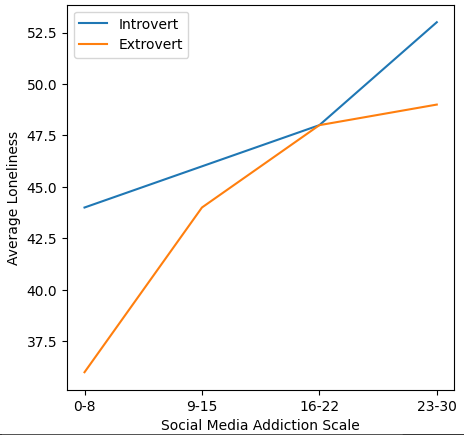 Introvert
Extrovert
52.5
50.0
47.5
45.0
42.5
40.0
37.5
Average Loneliness
0-8
9-15
16-22
23-30
Social Media Addiction Scale